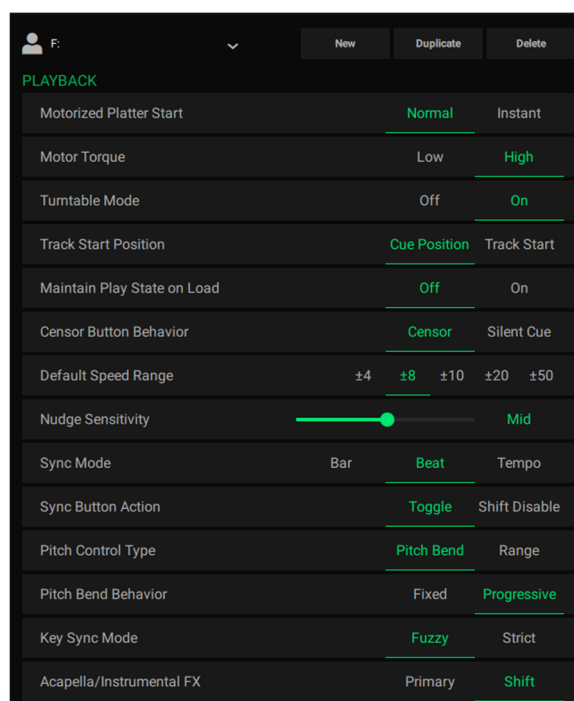 F: New Duplicate Delete
PLAYBACK
Motorized Platter Start Normal Instant
Motor Torque Low High
Turntable Mode Off On
Track Start Position Cue Position Track Start
Maintain Play State on Load Off On
Censor Button Behavior Censor Silent Cue
Default Speed Range ±4 ±8 ±10 ±20 ±50
Nudge Sensitivity Mid
Sync Mode Bar Beat Tempo
Sync Button Action Toggle Shift Disable
Pitch Control Type Pitch Bend Range
Pitch Bend Behavior Fixed Progressive
Key Sync Mode Fuzzy Strict
Acapella/Instrumental FX Primary Shift